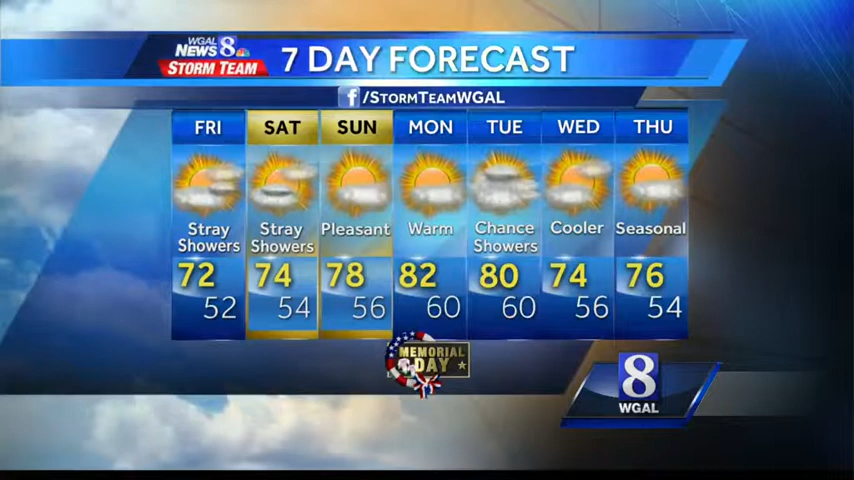 WGAL
NEWS 8
STORM TEAM
7 DAY FORECAST
f/STORMTEAMWGAL
FRI SAT SUN MON TUE WED THU
Stray Showers Stray Showers Pleasant Warm Chance Showers Cooler Seasonal
72 74 78 82 80 74 76
52 54 56 60 60 56 54
MEMORIAL
DAY
8
WGAL